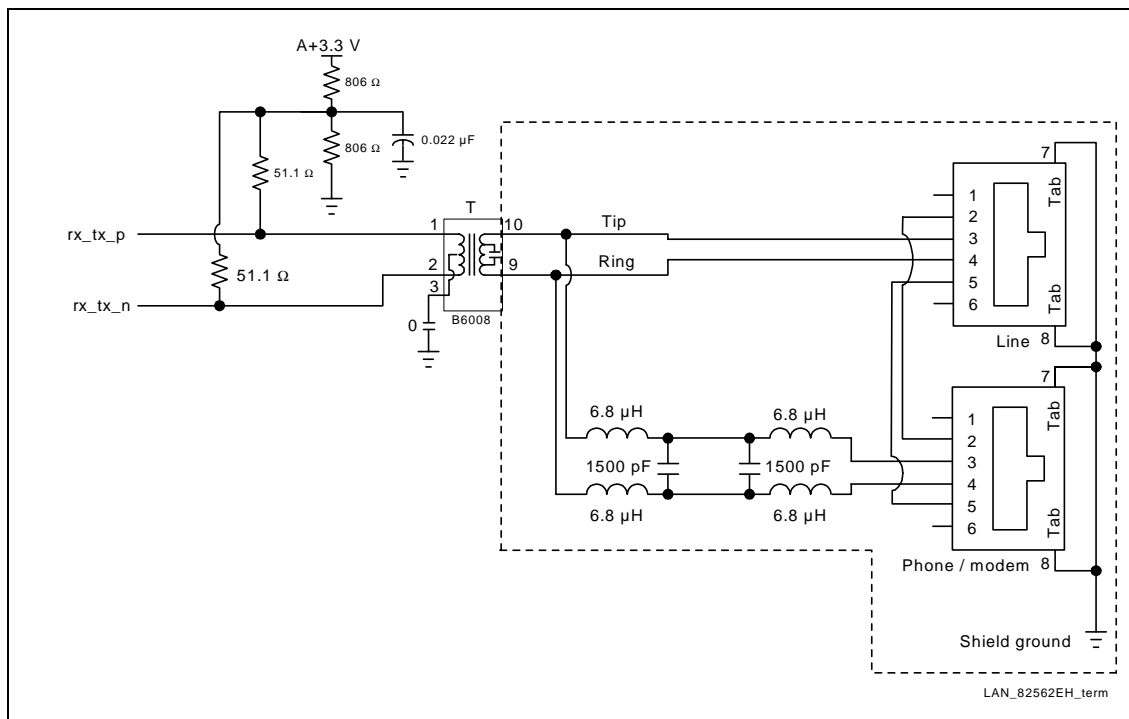 A+3.3 V
806 Ω
806 Ω
0.022 µF
51.1 Ω
51.1 Ω
rx_tx_p
rx_tx_n
T
1
2
3
10
9
0
B6008
Tip
Ring
7
Tab
1
2
3
4
5
6
Tab
Line
8
7
Tab
1
2
3
4
5
6
Tab
Phone / modem
8
6.8 µH
6.8 µH
1500 pF
1500 pF
6.8 µH
6.8 µH
Shield ground
LAN_82562EH_term